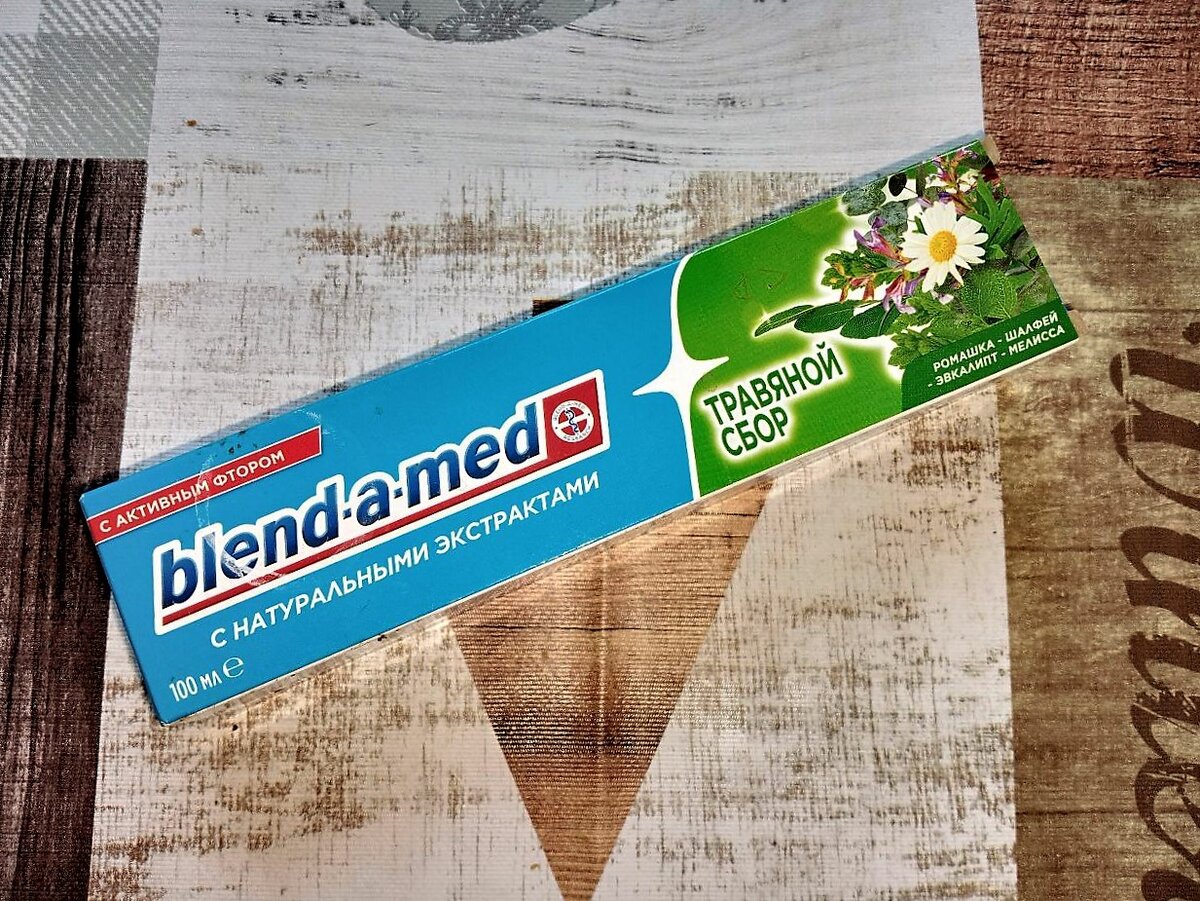 С АКТИВНЫМ ФТОРОМ
blend-a-med
С НАТУРАЛЬНЫМИ ЭКСТРАКТАМИ
100 МЛ ℮
ТРАВЯНОЙ
СБОР
РОМАШКА - ШАЛФЕЙ
- ЭВКАЛИПТ - МЕЛИССА